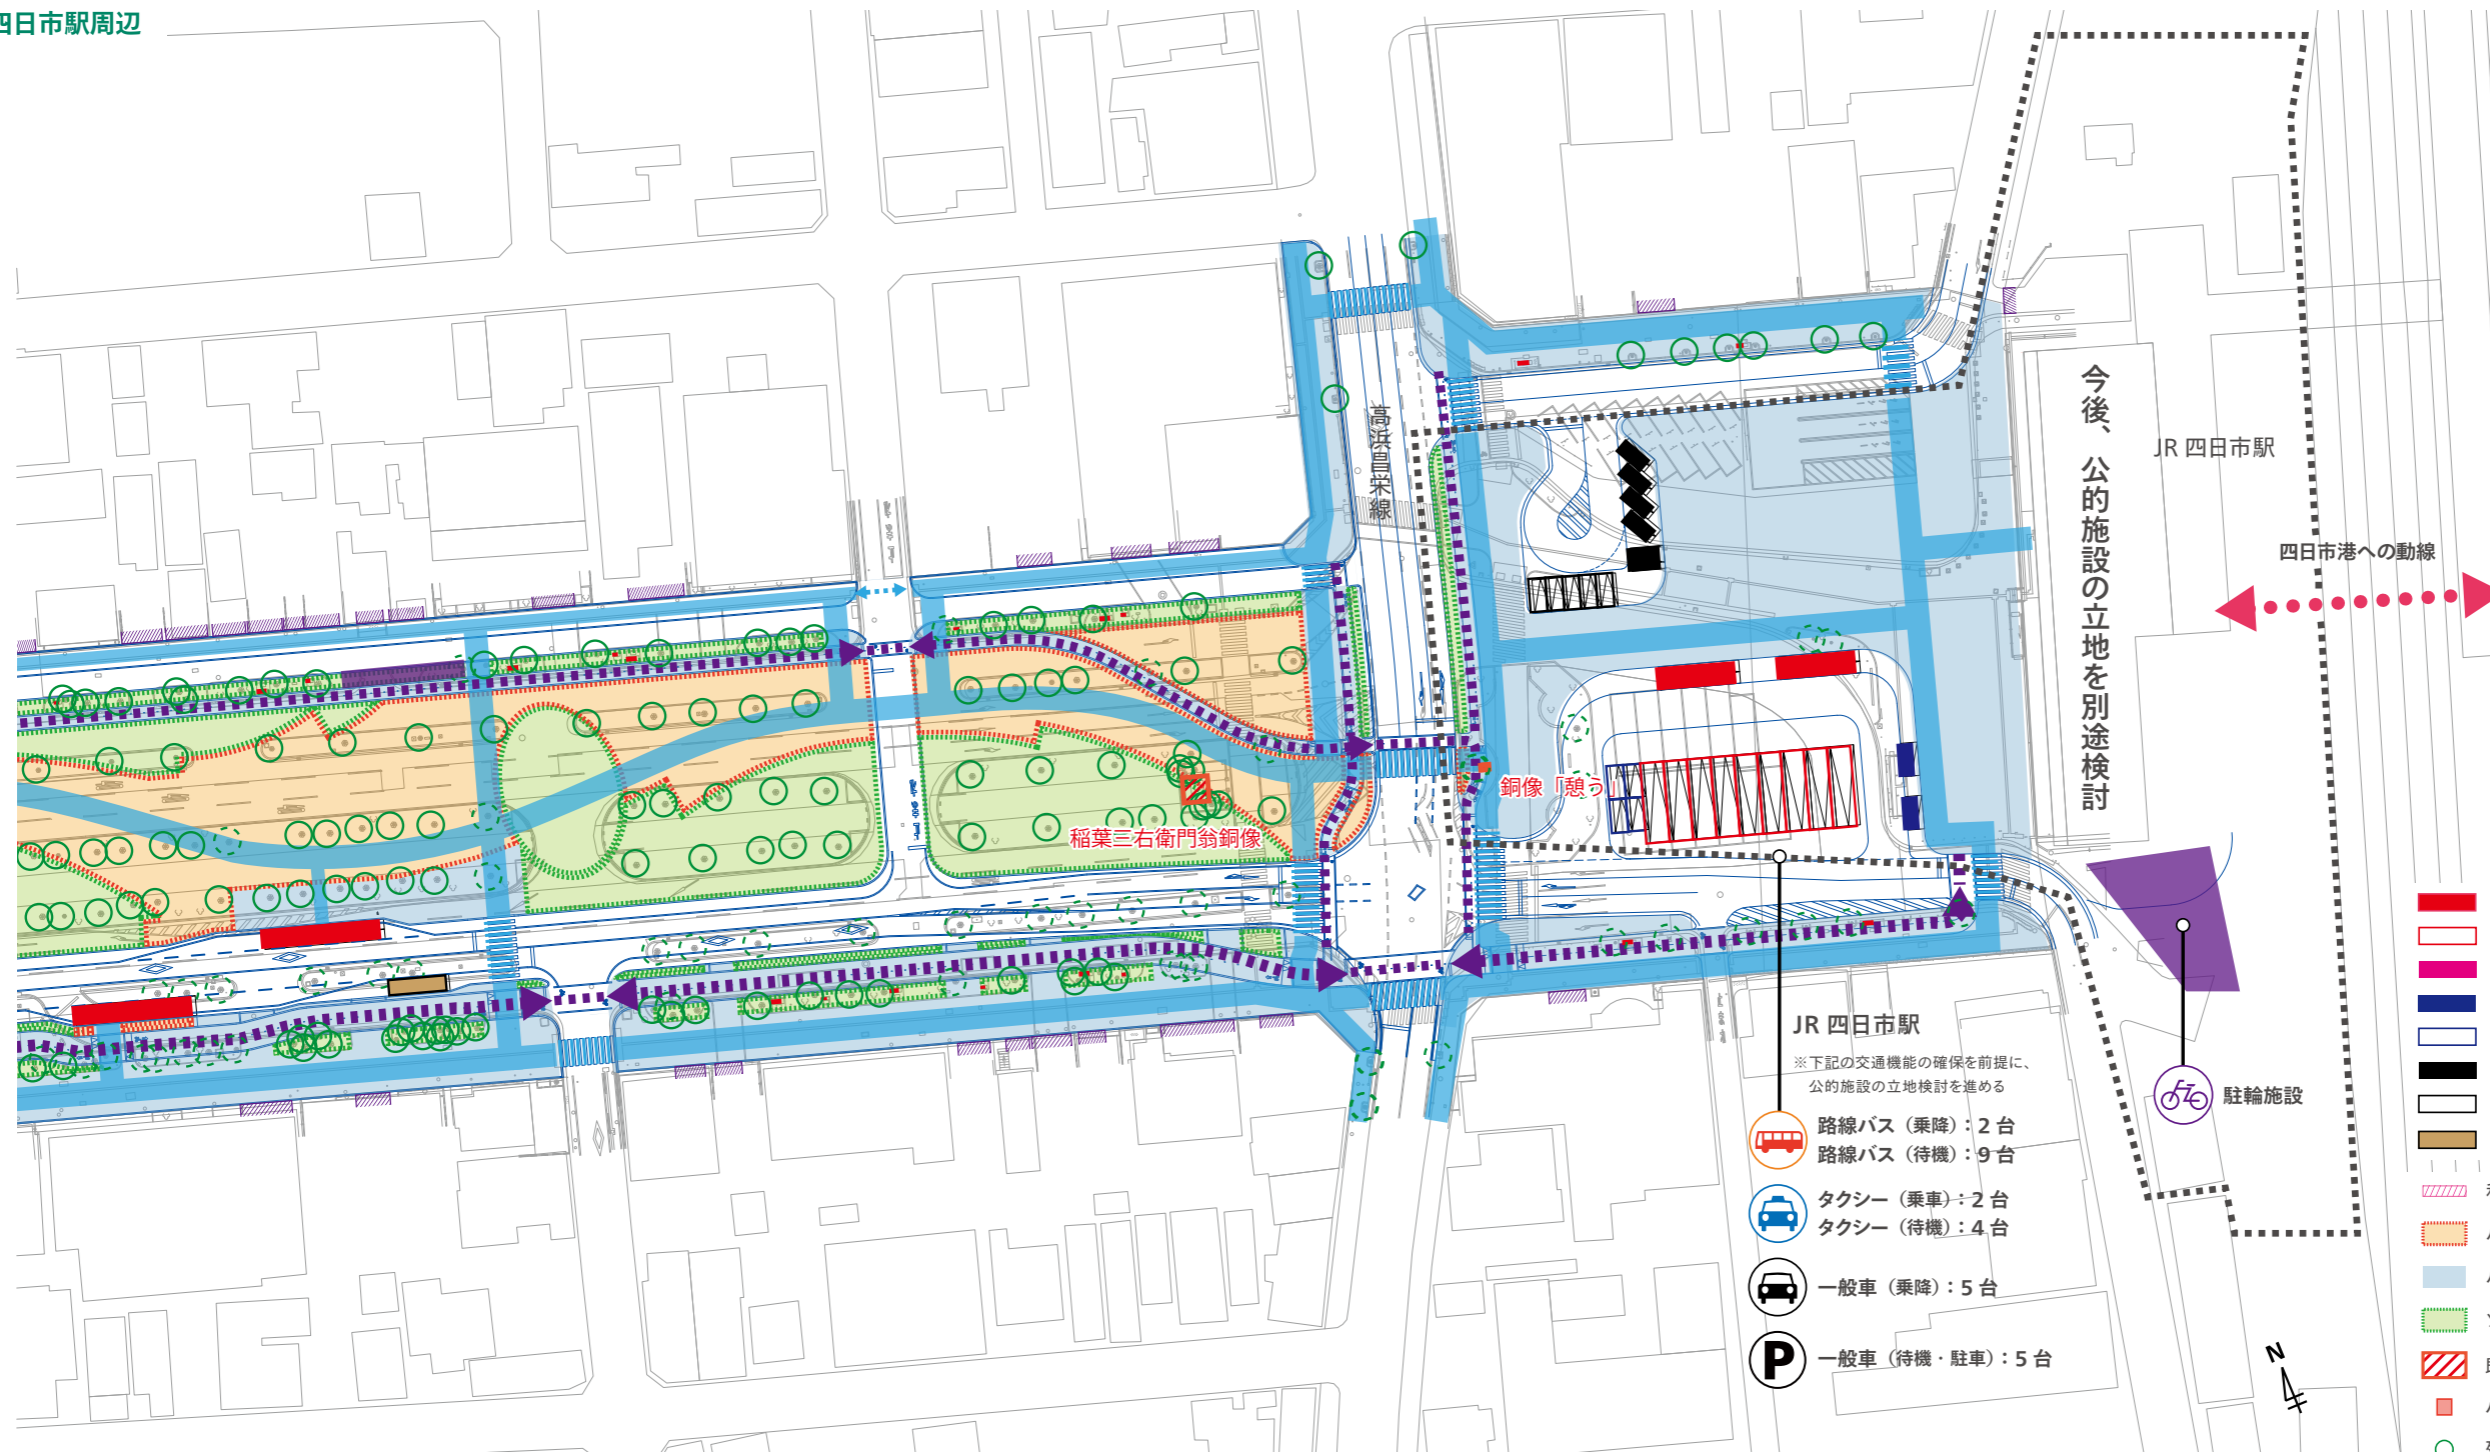 四日市駅周辺
高浜昌栄線
今後、公的施設の立地を別途検討
JR 四日市駅
四日市港への動線
銅像「憩う」
稲葉三右衛門翁銅像
JR 四日市駅
※下記の交通機能の確保を前提に、
公的施設の立地検討を進める
路線バス（乗降）：2 台
路線バス（待機）：9 台
タクシー（乗車）：2 台
タクシー（待機）：4 台
一般車（乗降）：5 台
P 一般車（待機・駐車）：5 台
駐輪施設
N